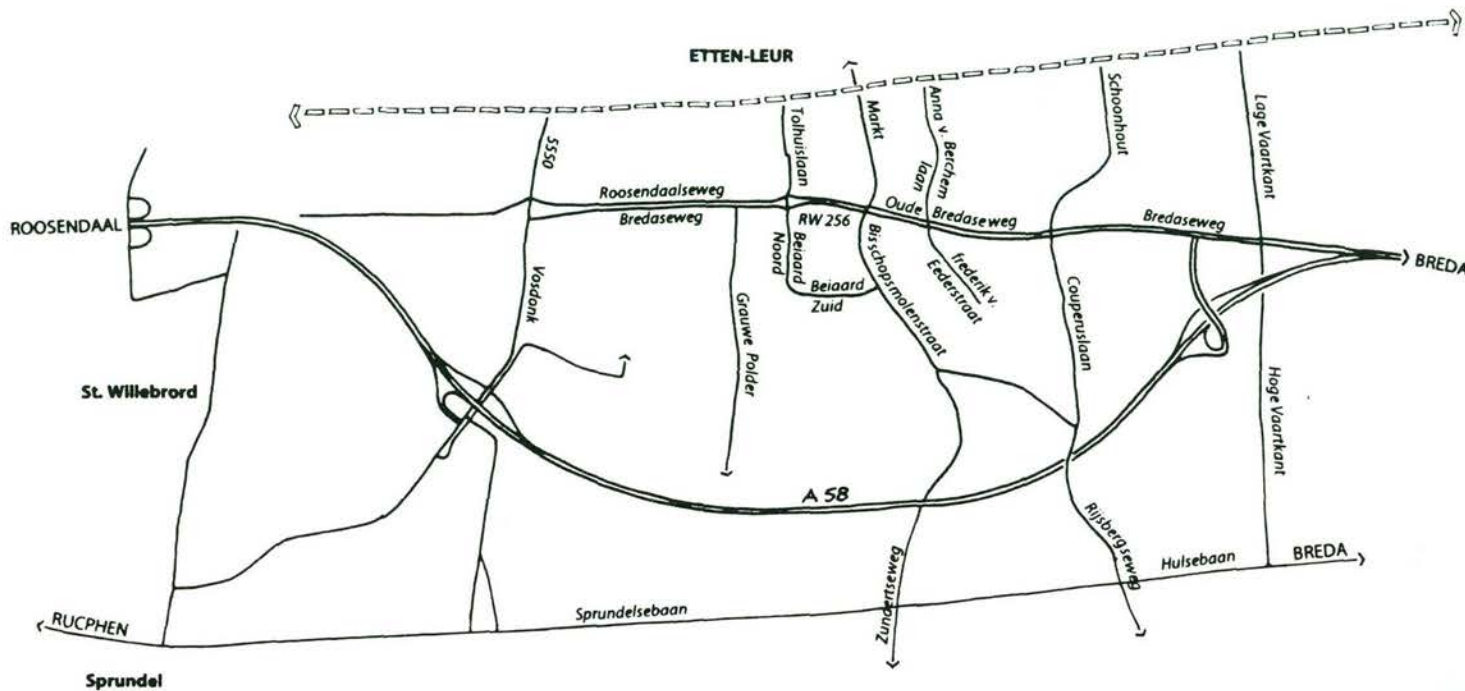 ETTEN-LEUR
5550
Tolhuislaan
Markt
Anna v. Berchem
laan
Schoonhout
Lage Vaartkant
ROOSENDAAL
Roosendaalseweg
Bredaseweg
RW 256
Oude Bredaseweg
Bredaseweg
BREDA
Vosdonk
Beiaard
Noord
Beiaard
Zuid
Bisschopsmolenstraat
frederik v.
Eederstraat
Couperuslaan
Grauwe Polder
Hoge Vaartkant
St. Willebrord
A 58
Zundertseweg
Rijsbergseweg
Hulsebaan
BREDA
Sprundelsebaan
RUCPHEN
Sprundel